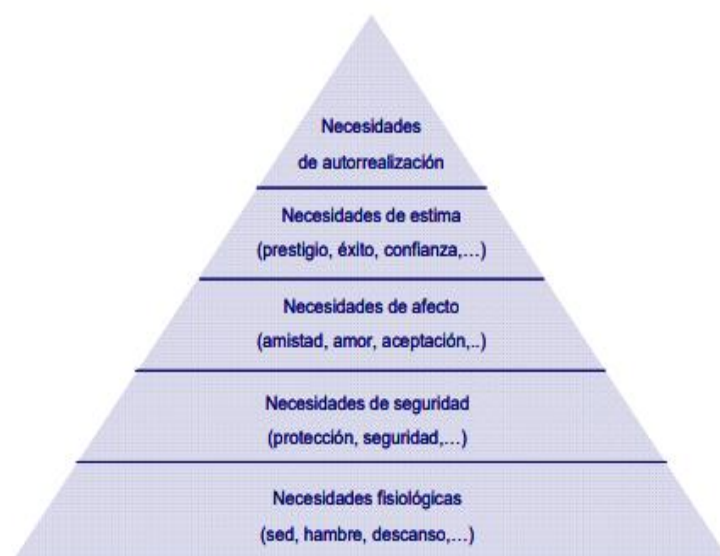 Necesidades
de autorrealización
Necesidades de estima
(prestigio, éxito, confianza,...)
Necesidades de afecto
(amistad, amor, aceptación,..)
Necesidades de seguridad
(protección, seguridad,...)
Necesidades fisiológicas
(sed, hambre, descanso,...)